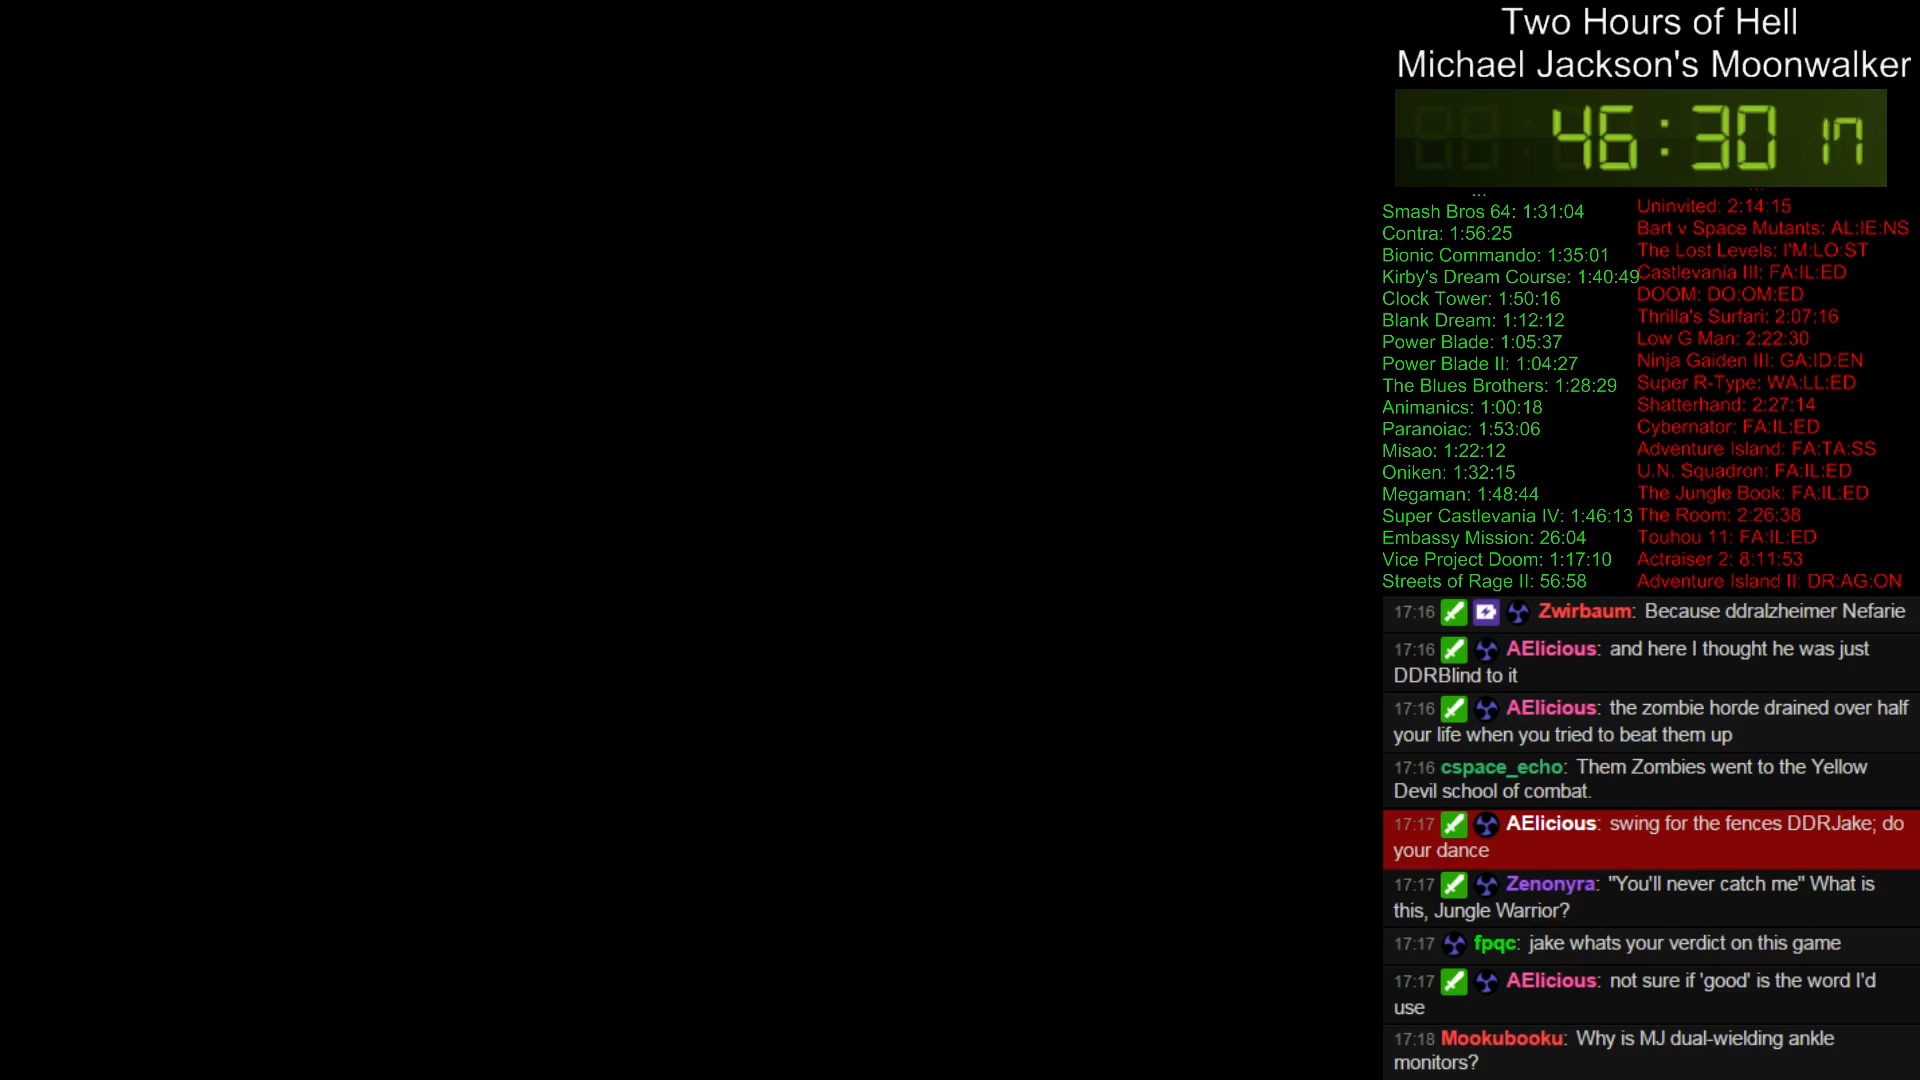 Two Hours of Hell
Michael Jackson's Moonwalker
46:30 17
...
Smash Bros 64: 1:31:04
Contra: 1:56:25
Bionic Commando: 1:35:01
Kirby's Dream Course: 1:40:49
Clock Tower: 1:50:16
Blank Dream: 1:12:12
Power Blade: 1:05:37
Power Blade II: 1:04:27
The Blues Brothers: 1:28:29
Animanics: 1:00:18
Paranoiac: 1:53:06
Misao: 1:22:12
Oniken: 1:32:15
Megaman: 1:48:44
Super Castlevania IV: 1:46:13
Embassy Mission: 26:04
Vice Project Doom: 1:17:10
Streets of Rage II: 56:58
...
Uninvited: 2:14:15
Bart v Space Mutants: AL:IE:NS
The Lost Levels: I'M:LO:ST
Castlevania III: FA:IL:ED
DOOM: DO:OM:ED
Thrilla's Surfari: 2:07:16
Low G Man: 2:22:30
Ninja Gaiden III: GA:ID:EN
Super R-Type: WA:LL:ED
Shatterhand: 2:27:14
Cybernator: FA:IL:ED
Adventure Island: FA:TA:SS
U.N. Squadron: FA:IL:ED
The Jungle Book: FA:IL:ED
The Room: 2:26:38
Touhou 11: FA:IL:ED
Actraiser 2: 8:11:53
Adventure Island II: DR:AG:ON
17:16 Zwirbaum: Because ddralzheimer Nefarie
17:16 AElicious: and here I thought he was just
DDRBlind to it
17:16 AElicious: the zombie horde drained over half
your life when you tried to beat them up
17:16 cspace_echo: Them Zombies went to the Yellow
Devil school of combat.
17:17 AElicious: swing for the fences DDRJake; do
your dance
17:17 Zenonyra: "You'll never catch me" What is
this, Jungle Warrior?
17:17 fpqc: jake whats your verdict on this game
17:17 AElicious: not sure if 'good' is the word I'd
use
17:18 Mookubooku: Why is MJ dual-wielding ankle
monitors?